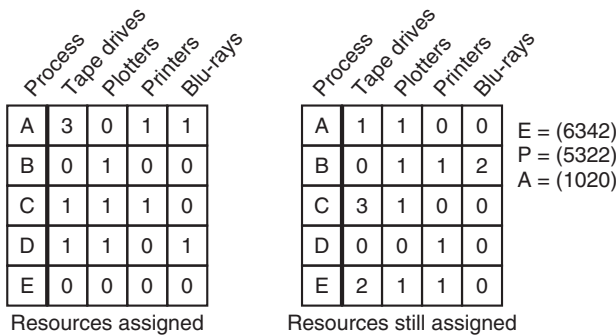 Process Tape drives Plotters Printers Blu-rays
A 3 0 1 1
B 0 1 0 0
C 1 1 1 0
D 1 1 0 1
E 0 0 0 0
Resources assigned
Process Tape drives Plotters Printers Blu-rays
A 1 1 0 0
B 0 1 1 2
C 3 1 0 0
D 0 0 1 0
E 2 1 1 0
Resources still assigned
E = (6342)
P = (5322)
A = (1020)